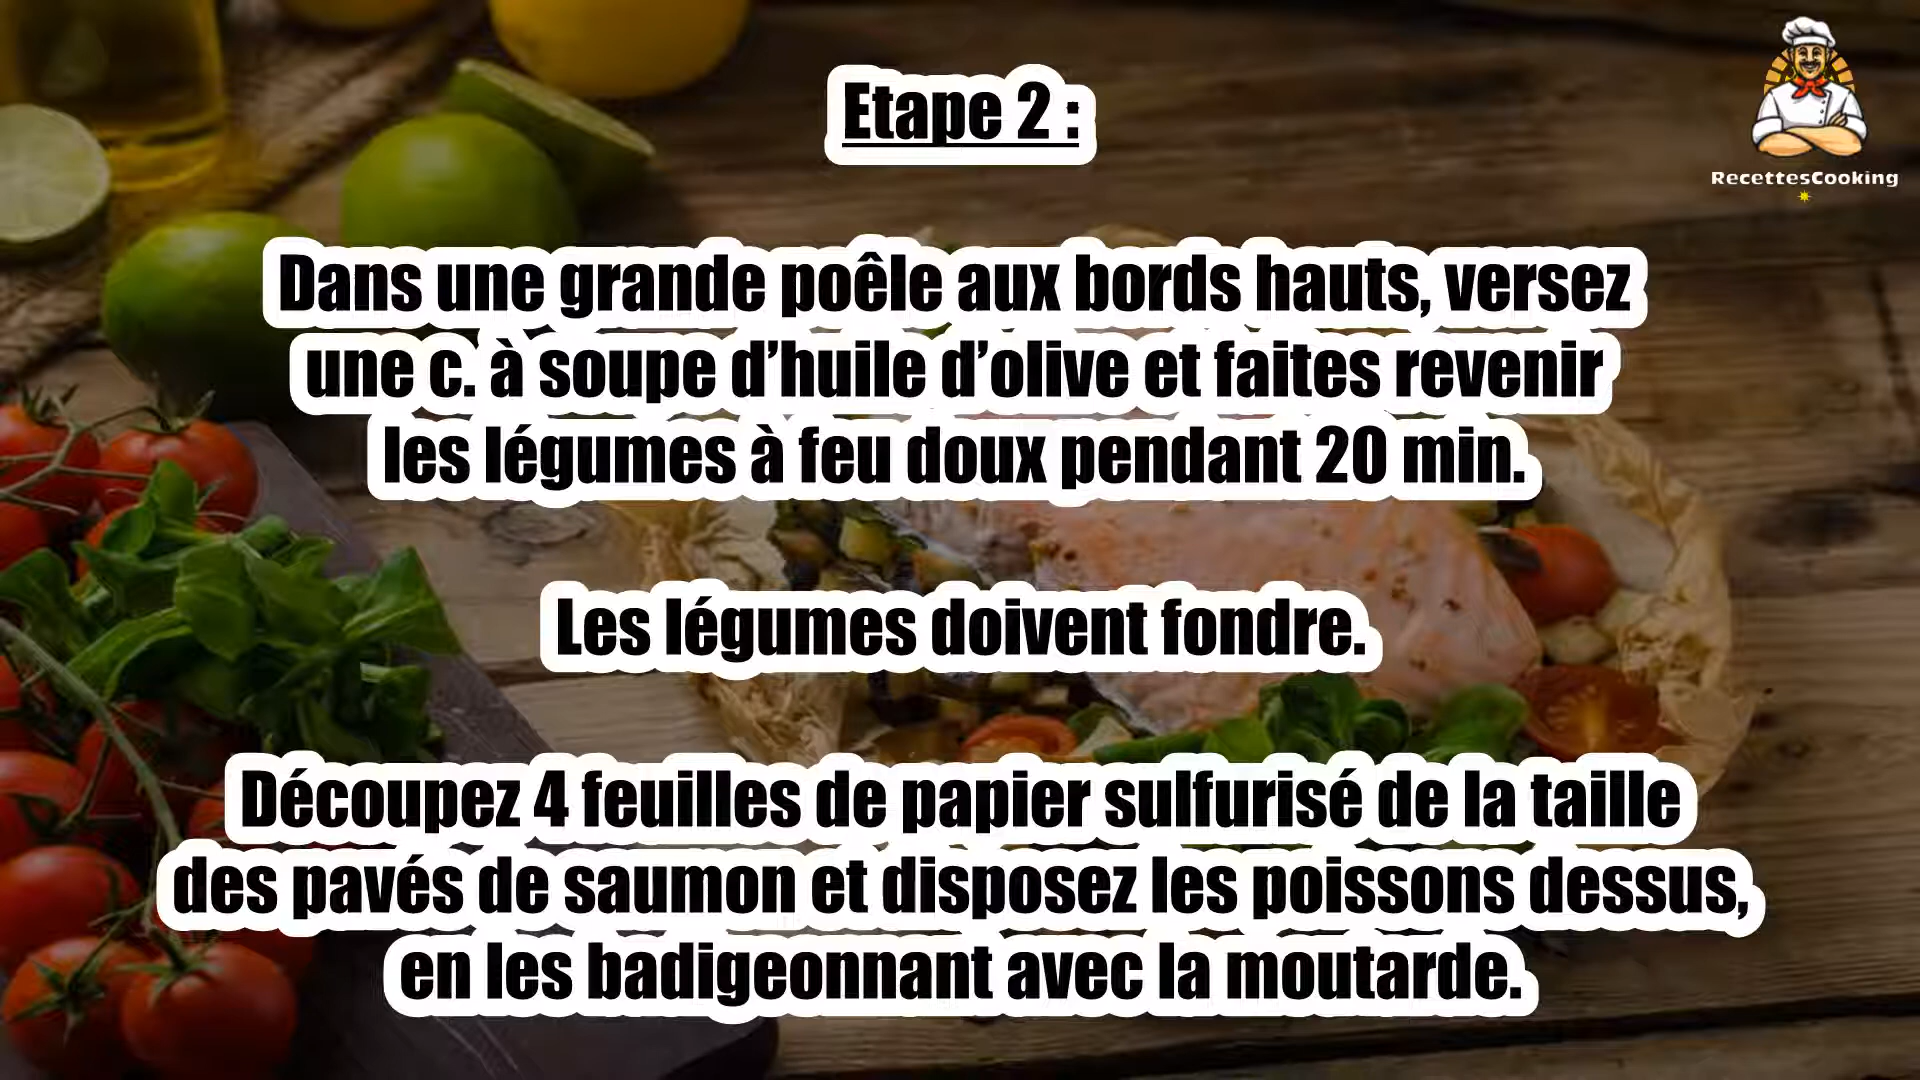 Etape 2 :
RecettesCooking
Dans une grande poêle aux bords hauts, versez
une c. à soupe d’huile d’olive et faites revenir
les légumes à feu doux pendant 20 min.
Les légumes doivent fondre.
Découpez 4 feuilles de papier sulfurisé de la taille
des pavés de saumon et disposez les poissons dessus,
en les badigeonnant avec la moutarde.